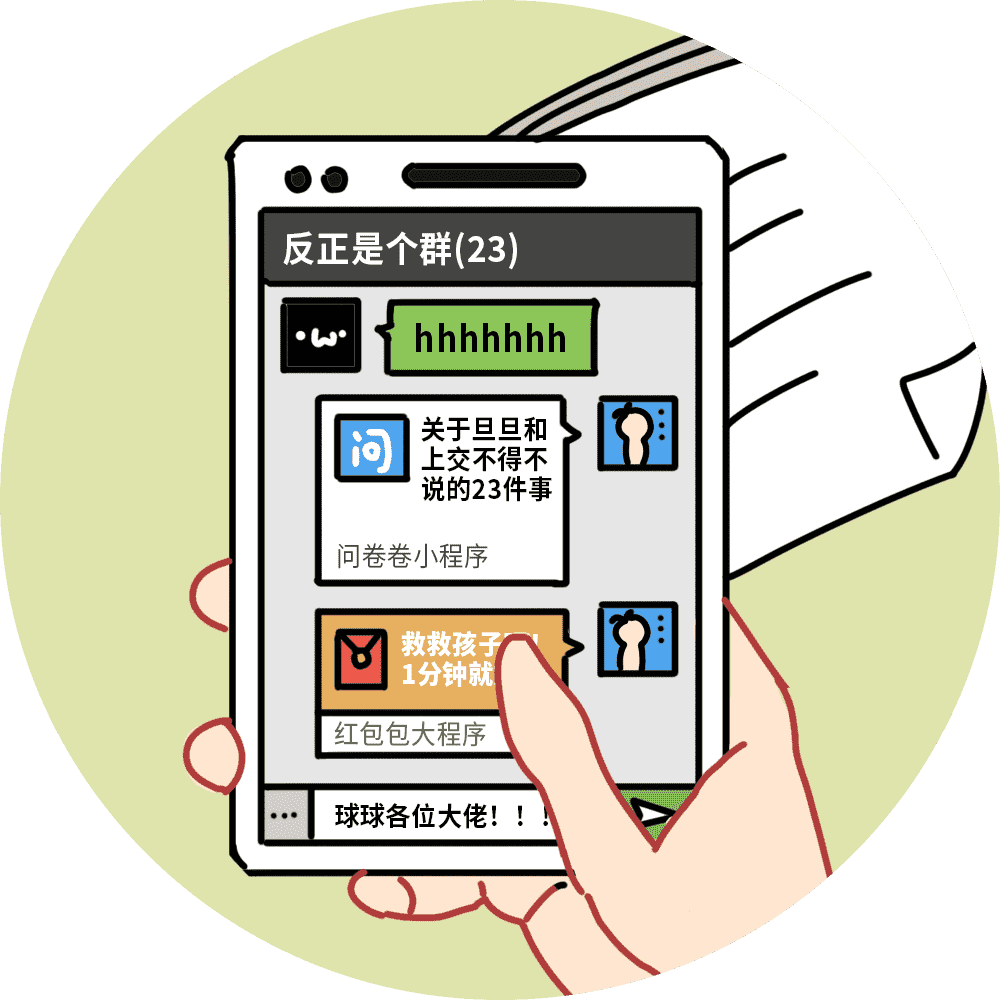 反正是个群(23)
hhhhhhh
问
关于旦旦和
上交不得不
说的23件事
问卷卷小程序
救救孩子
1分钟就
红包包大程序
球球各位大佬！！！